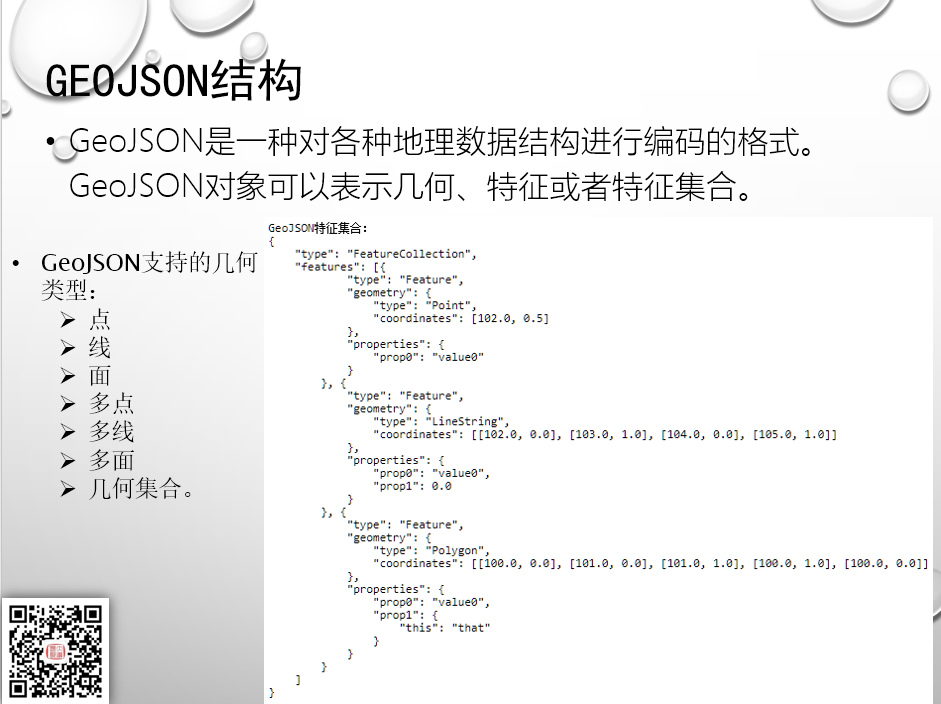 GEOJSON结构
• GeoJSON是一种对各种地理数据结构进行编码的格式。
GeoJSON对象可以表示几何、特征或者特征集合。
• GeoJSON支持的几何
类型：
➢ 点
➢ 线
➢ 面
➢ 多点
➢ 多线
➢ 多面
➢ 几何集合。
GeoJSON特征集合：
{
    "type": "FeatureCollection",
    "features": [{
            "type": "Feature",
            "geometry": {
                "type": "Point",
                "coordinates": [102.0, 0.5]
            },
            "properties": {
                "prop0": "value0"
            }
        }, {
            "type": "Feature",
            "geometry": {
                "type": "LineString",
                "coordinates": [[102.0, 0.0], [103.0, 1.0], [104.0, 0.0], [105.0, 1.0]]
            },
            "properties": {
                "prop0": "value0",
                "prop1": 0.0
            }
        }, {
            "type": "Feature",
            "geometry": {
                "type": "Polygon",
                "coordinates": [[100.0, 0.0], [101.0, 0.0], [101.0, 1.0], [100.0, 1.0], [100.0, 0.0]]
            },
            "properties": {
                "prop0": "value0",
                "prop1": {
                    "this": "that"
                }
            }
        }
    ]
}